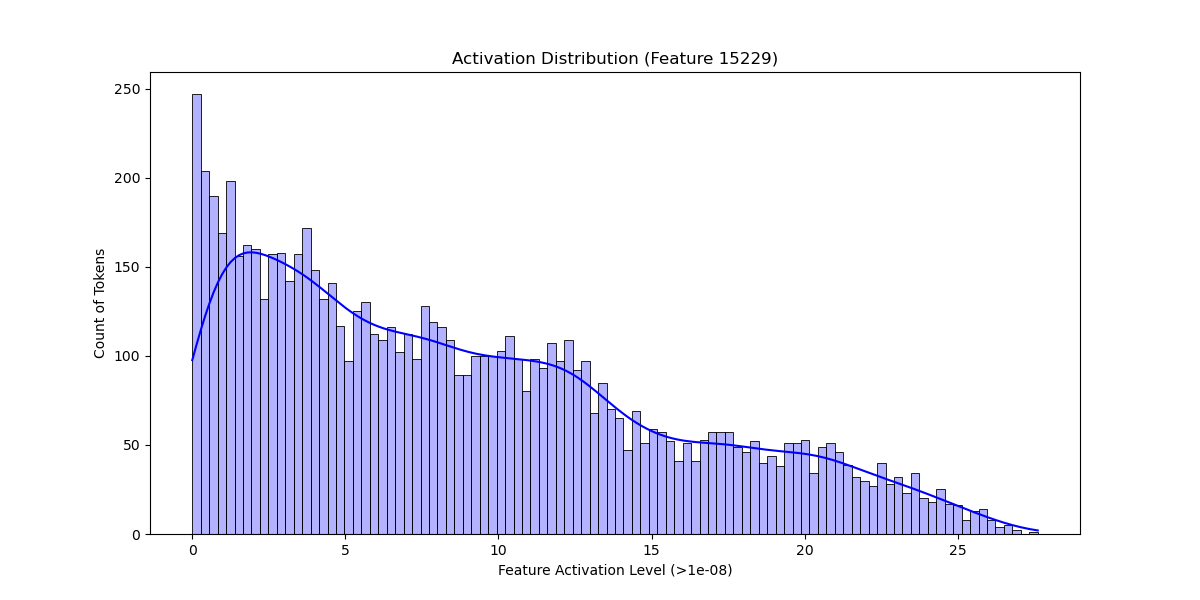 Activation Distribution (Feature 15229)
250
200
150
100
50
0
Count of Tokens
0 5 10 15 20 25
Feature Activation Level (>1e-08)